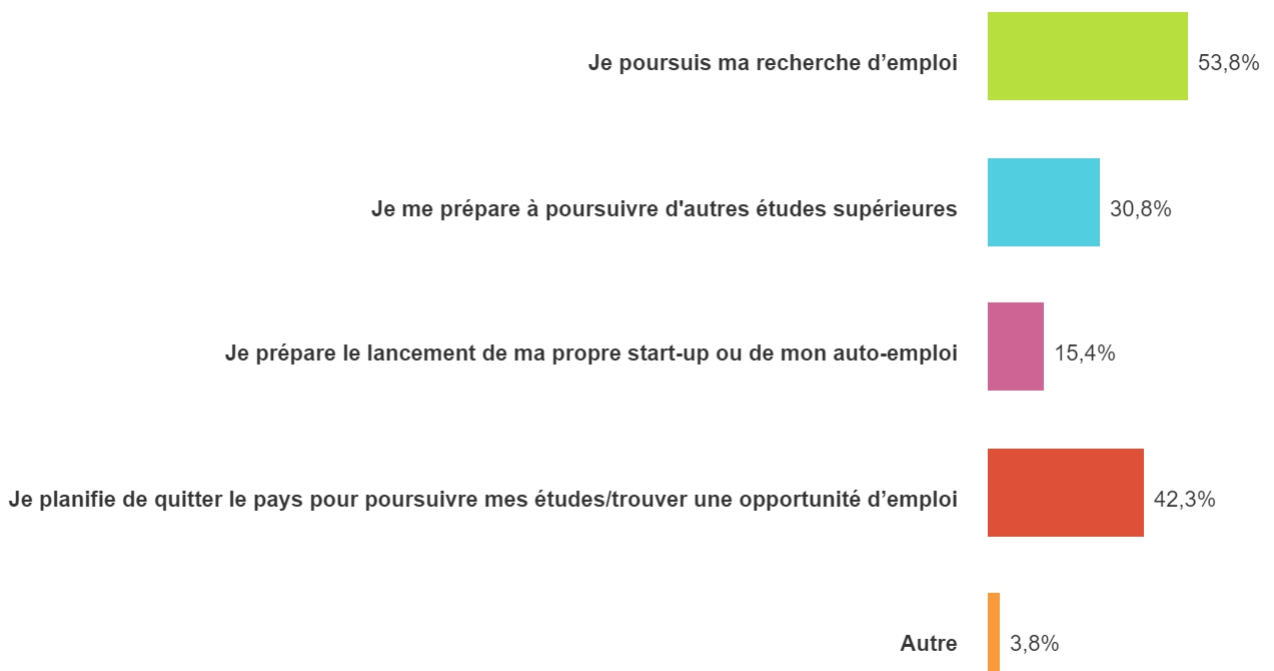 Je poursuis ma recherche d’emploi 53,8%
Je me prépare à poursuivre d'autres études supérieures 30,8%
Je prépare le lancement de ma propre start-up ou de mon auto-emploi 15,4%
Je planifie de quitter le pays pour poursuivre mes études/trouver une opportunité d’emploi 42,3%
Autre 3,8%